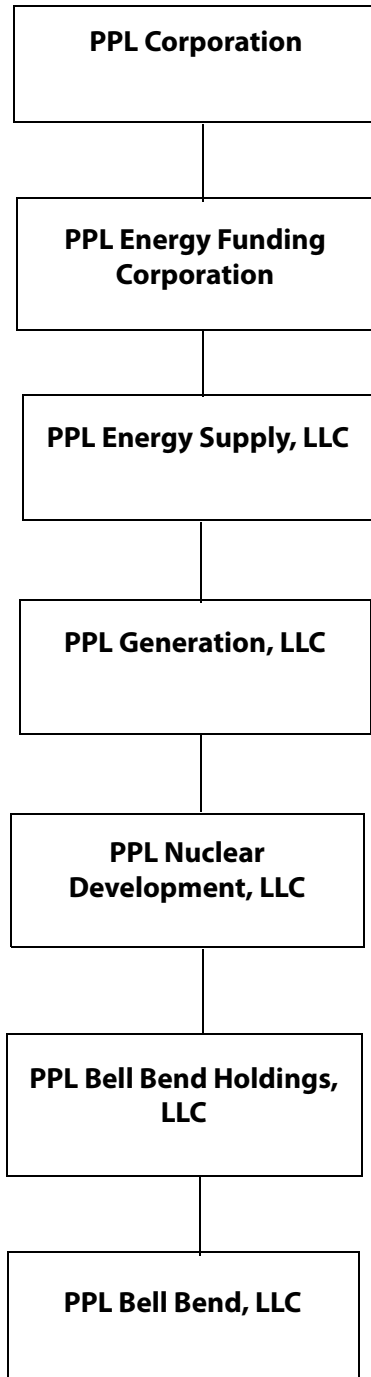 PPL Corporation
PPL Energy Funding
Corporation
PPL Energy Supply, LLC
PPL Generation, LLC
PPL Nuclear
Development, LLC
PPL Bell Bend Holdings,
LLC
PPL Bell Bend, LLC